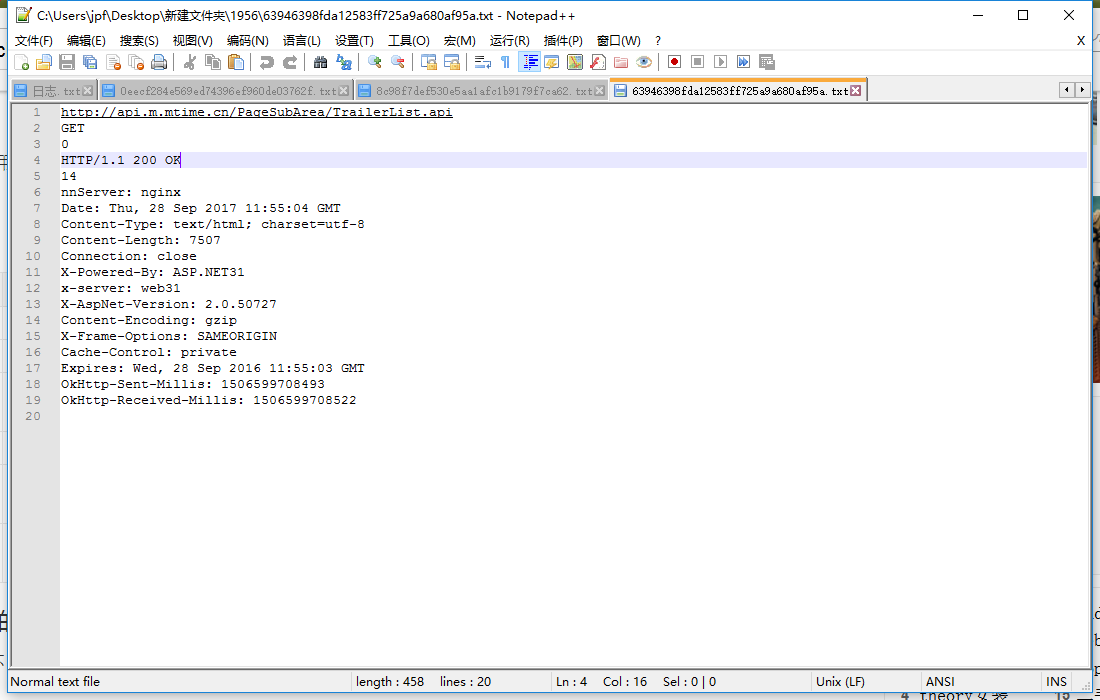 C:\Users\jpf\Desktop\新建文件夹\1956\63946398fda12583ff725a9a680af95a.txt - Notepad++
文件(F) 编辑(E) 搜索(S) 视图(V) 编码(N) 语言(L) 设置(T) 工具(O) 宏(M) 运行(R) 插件(P) 窗口(W) ? X
日志.txt 0eecf284e569ed74396ef960de03762f.txt 8c98f7def530e5aa1afc1b9179f7ca62.txt 63946398fda12583ff725a9a680af95a.txt
1 http://api.m.mtime.cn/PageSubArea/TrailerList.api
2 GET
3 0
4 HTTP/1.1 200 OK
5 14
6 nnServer: nginx
7 Date: Thu, 28 Sep 2017 11:55:04 GMT
8 Content-Type: text/html; charset=utf-8
9 Content-Length: 7507
10 Connection: close
11 X-Powered-By: ASP.NET31
12 x-server: web31
13 X-AspNet-Version: 2.0.50727
14 Content-Encoding: gzip
15 X-Frame-Options: SAMEORIGIN
16 Cache-Control: private
17 Expires: Wed, 28 Sep 2016 11:55:03 GMT
18 OkHttp-Sent-Millis: 1506599708493
19 OkHttp-Received-Millis: 1506599708522
20
Normal text file length : 458 lines : 20 Ln : 4 Col : 16 Sel : 0 | 0 Unix (LF) ANSI INS